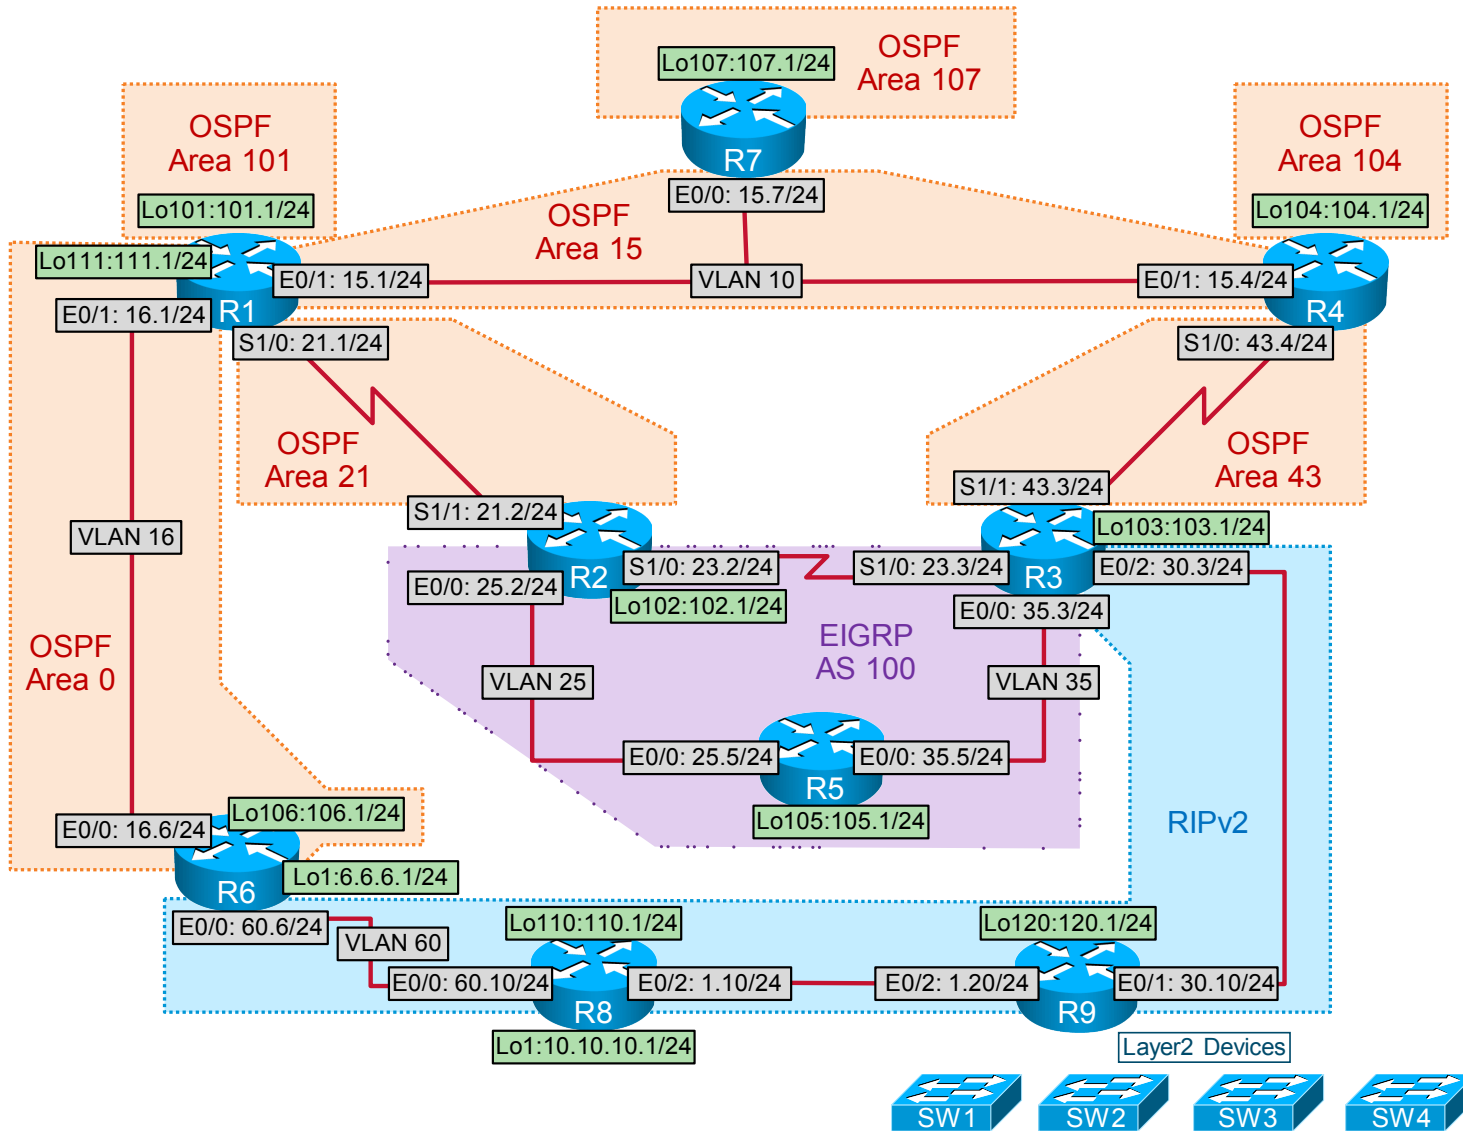 Lo107:107.1/24
OSPF
Area 107
R7
E0/0: 15.7/24
OSPF
Area 101
Lo101:101.1/24
OSPF
Area 104
Lo104:104.1/24
OSPF
Area 15
Lo111:111.1/24
E0/1: 15.1/24
VLAN 10
E0/1: 15.4/24
R1
R4
E0/1: 16.1/24
S1/0: 21.1/24
S1/0: 43.4/24
OSPF
Area 21
OSPF
Area 43
S1/1: 21.2/24
S1/1: 43.3/24
VLAN 16
Lo103:103.1/24
R2
R3
S1/0: 23.2/24
S1/0: 23.3/24
E0/2: 30.3/24
E0/0: 25.2/24
Lo102:102.1/24
E0/0: 35.3/24
EIGRP
AS 100
OSPF
Area 0
VLAN 25
VLAN 35
E0/0: 25.5/24
E0/0: 35.5/24
R5
Lo105:105.1/24
RIPv2
Lo106:106.1/24
E0/0: 16.6/24
Lo1:6.6.6.1/24
R6
E0/0: 60.6/24
VLAN 60
Lo110:110.1/24
Lo120:120.1/24
E0/0: 60.10/24
E0/2: 1.10/24
E0/2: 1.20/24
E0/1: 30.10/24
R8
R9
Lo1:10.10.10.1/24
Layer2 Devices
SW1
SW2
SW3
SW4